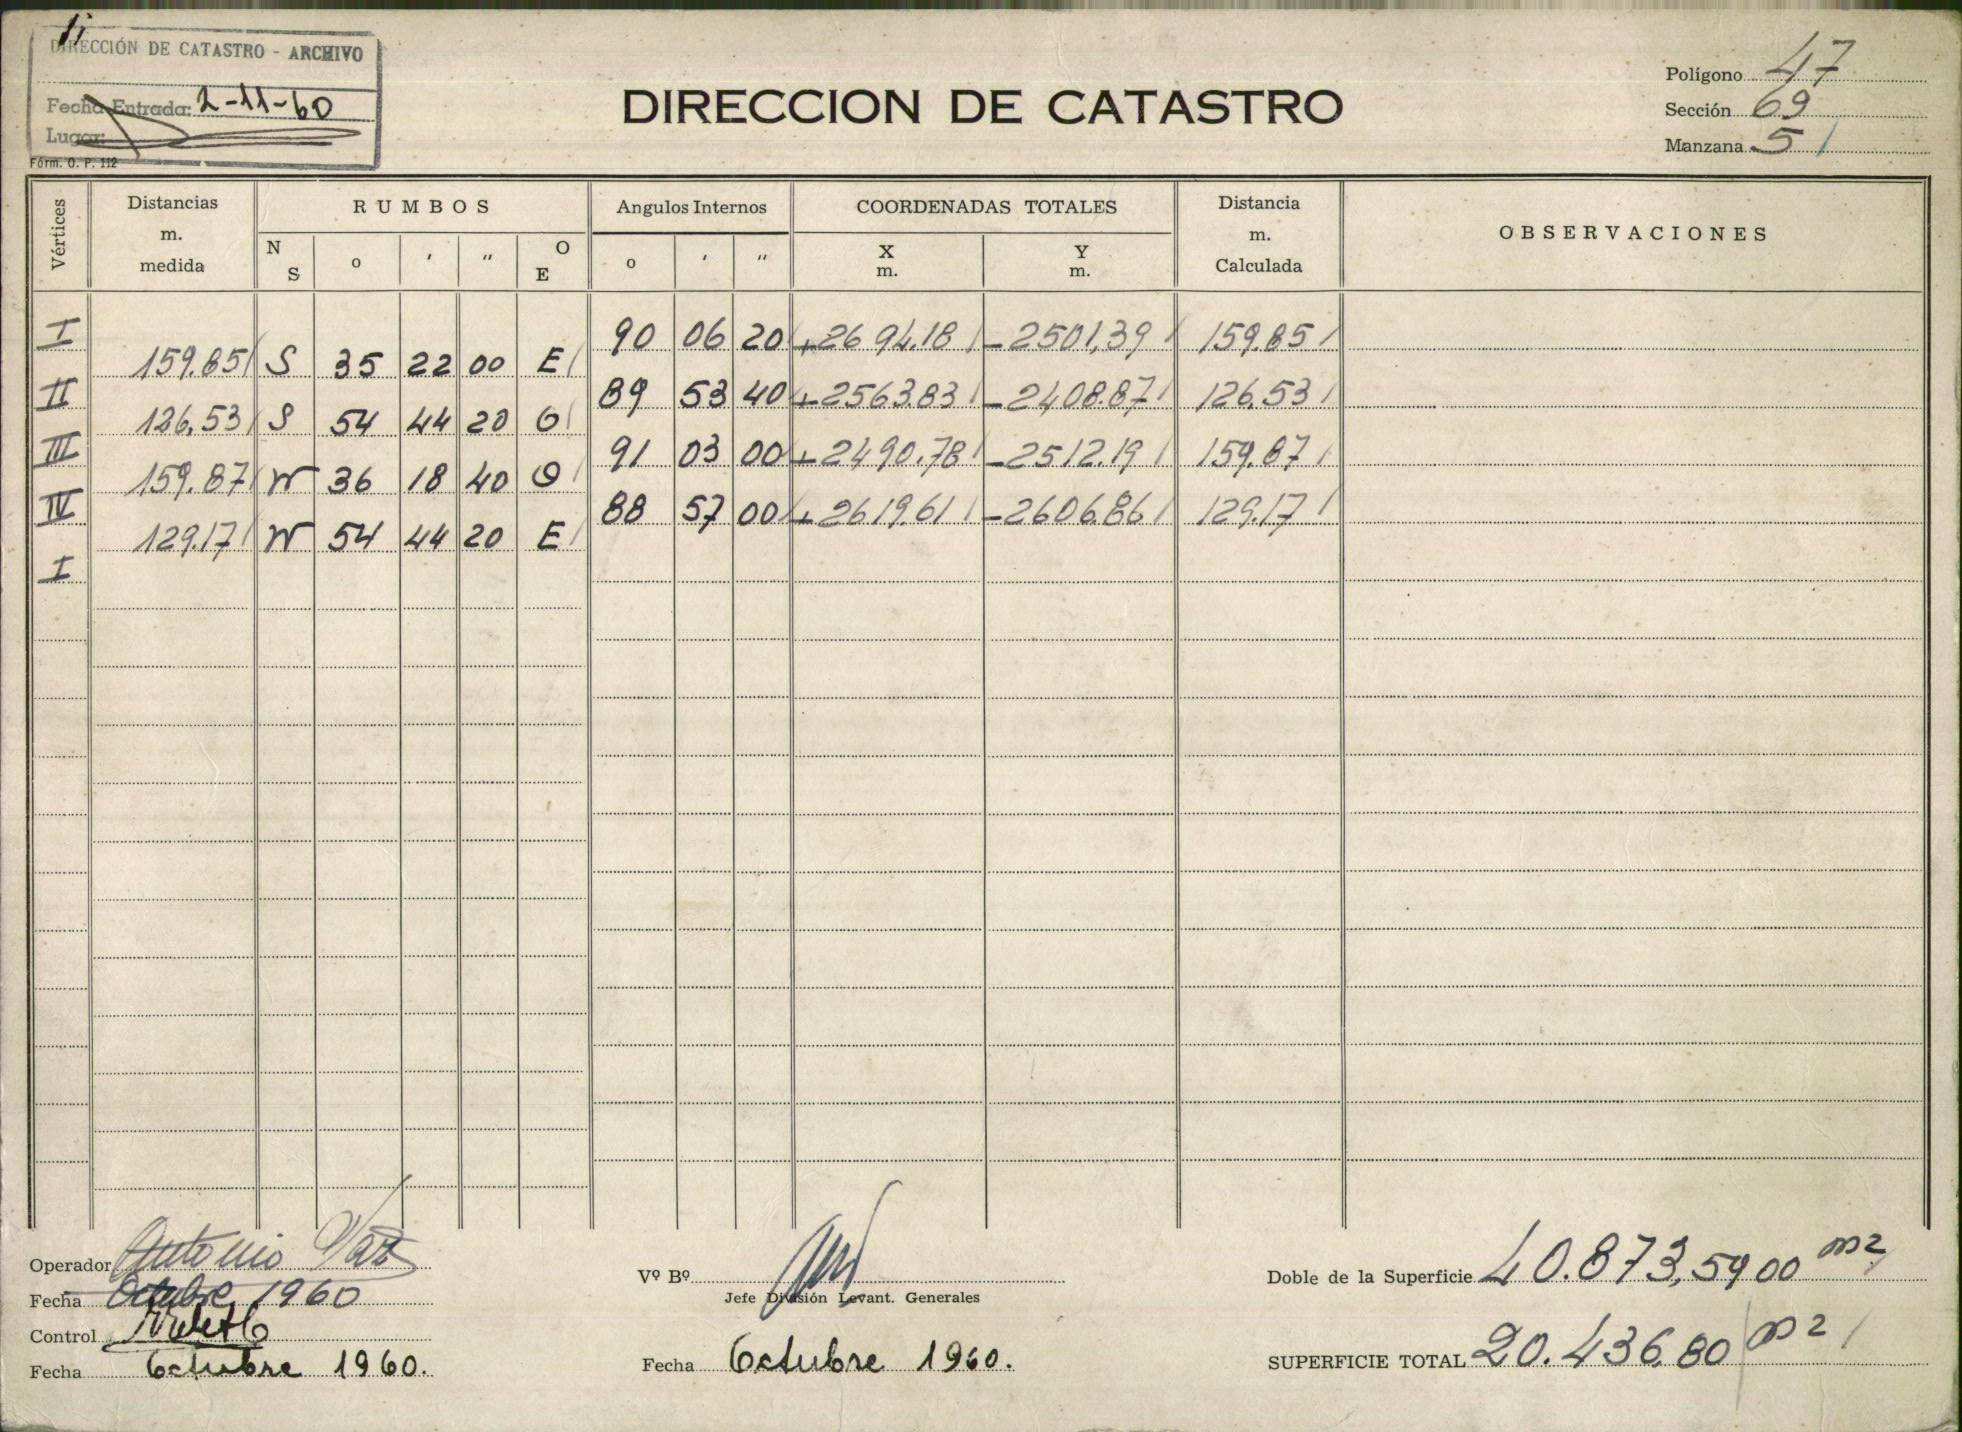 DIRECCIÓN DE CATASTRO - ARCHIVO
Fecha Entrada: 2-11-60
Lugar:
Fórm. O. P. 112
DIRECCION DE CATASTRO
Polígono 47
Sección 69
Manzana 5
Vértices Distancias m. medida RUMBOS Angulos Internos COORDENADAS TOTALES Distancia m. Calculada OBSERVACIONES
N S o ′ ″ O E o ′ ″ X m. Y m.
I 90 06 20 +2694.18 -2501,39 159.85
159.85 S 35 22 00 E
II 89 53 40 +2563.83 -2408.87 126.53
126.53 S 54 44 20 O
III 91 03 00 +2490.78 -2512.19 159.87
159.87 N 36 18 40 O
IV 88 57 00 +2619.61 -2606.86 129.17
129.17 N 54 44 20 E
I
Operador Antonio
Fecha Octubre 1960
Control
Fecha Octubre 1960.
Vº Bº
Jefe División Levant. Generales
Fecha Octubre 1960.
Doble de la Superficie 40.873,5900 m2
SUPERFICIE TOTAL 20.436.80 m2